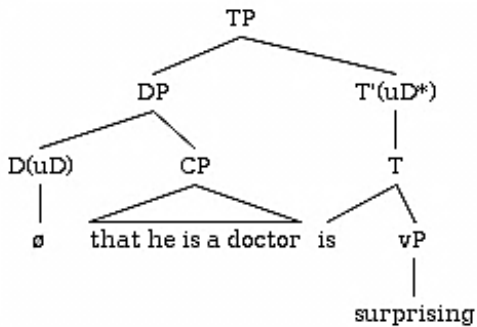 TP
DP T'(uD*)
D(uD) CP T
ø that he is a doctor is vP
surprising